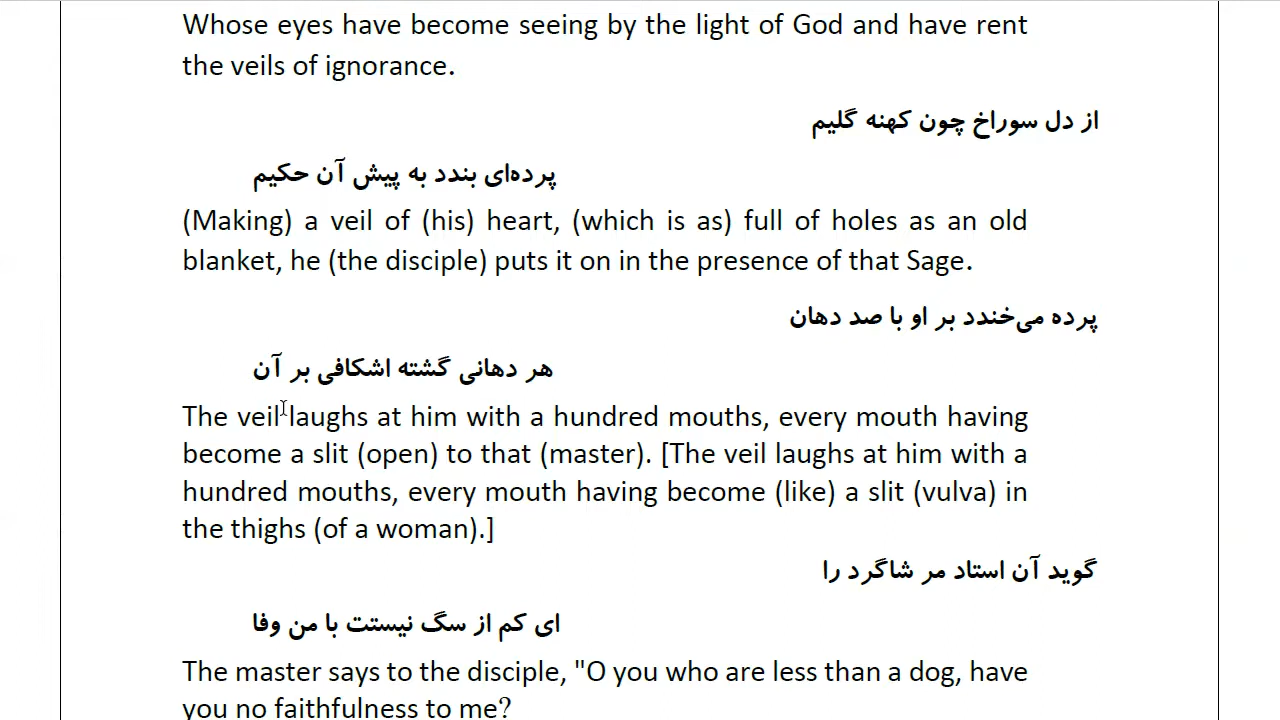 Whose eyes have become seeing by the light of God and have rent
the veils of ignorance.
از دل سوراخ چون کهنه گلیم
پرده‌ای بندد به پیش آن حکیم
(Making) a veil of (his) heart, (which is as) full of holes as an old
blanket, he (the disciple) puts it on in the presence of that Sage.
پرده می‌خندد بر او با صد دهان
هر دهانی گشته اشکافی بر آن
The veil laughs at him with a hundred mouths, every mouth having
become a slit (open) to that (master). [The veil laughs at him with a
hundred mouths, every mouth having become (like) a slit (vulva) in
the thighs (of a woman).]
گوید آن استاد مر شاگرد را
ای کم از سگ نیستت با من وفا
The master says to the disciple, "O you who are less than a dog, have
you no faithfulness to me?